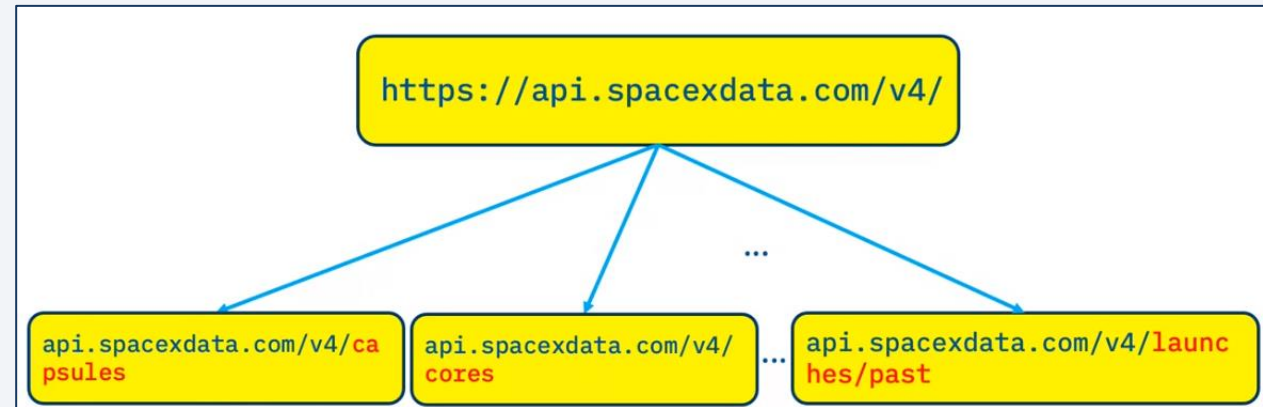 https://api.spacexdata.com/v4/
...
api.spacexdata.com/v4/ca
psules
api.spacexdata.com/v4/
cores
...
api.spacexdata.com/v4/launc
hes/past